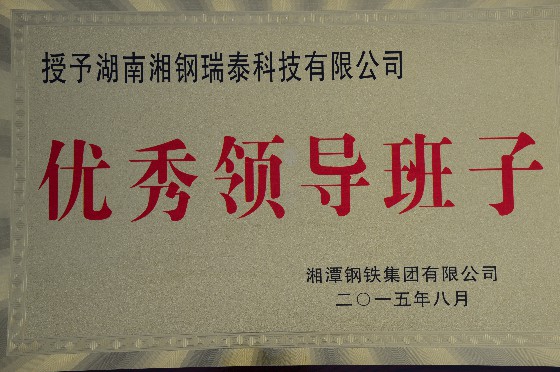 授予湖南湘钢瑞泰科技有限公司
优秀领导班子
湘潭钢铁集团有限公司
二〇一五年八月